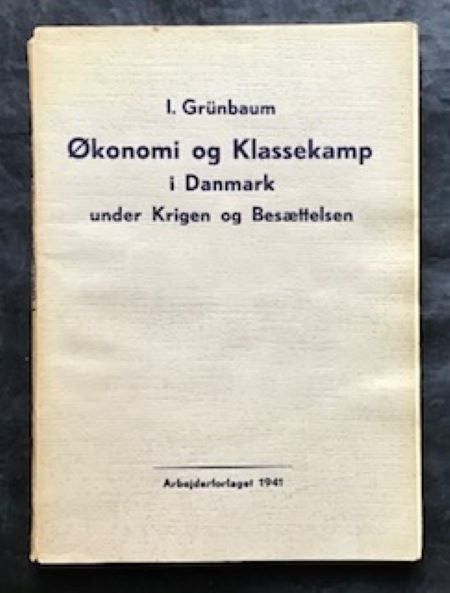 I. Grünbaum
Økonomi og Klassekamp
i Danmark
under Krigen og Besættelsen
Arbejderforlaget 1941